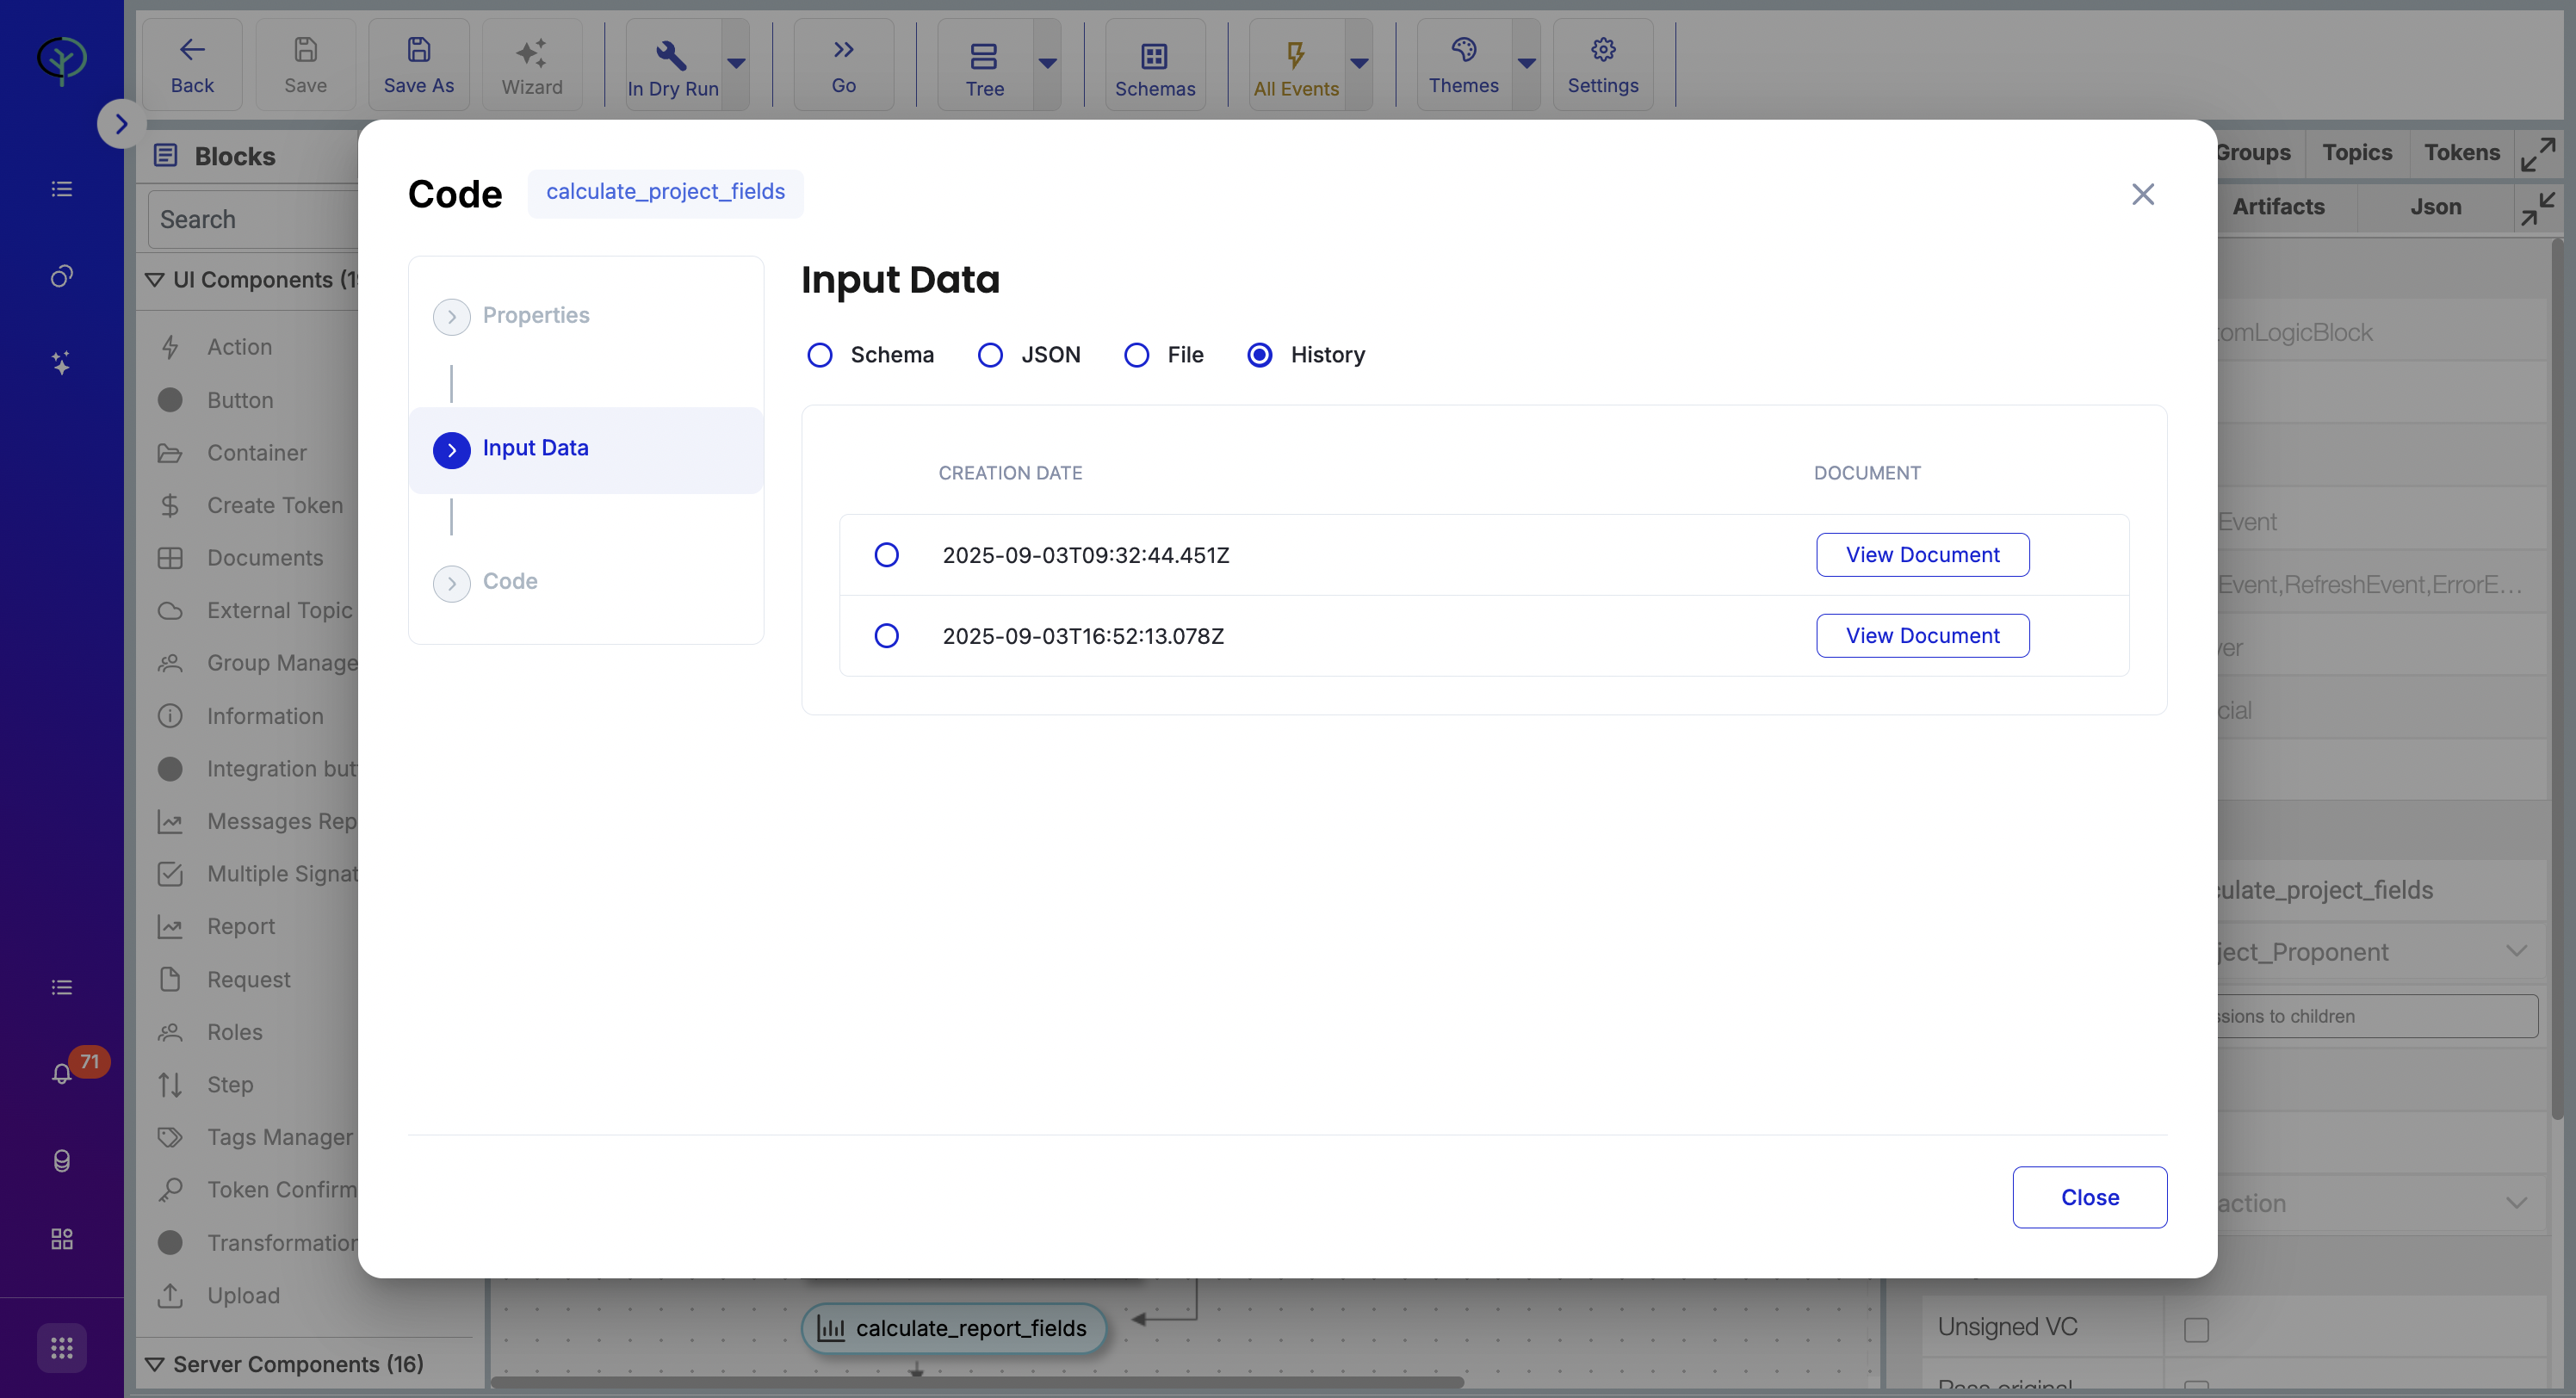 Back
Save
Save As
Wizard
In Dry Run
Go
Tree
Schemas
All Events
Themes
Settings
Blocks
Search
UI Components (1
Action
Button
Container
Create Token
Documents
External Topic
Group Manage
Information
Integration but
Messages Rep
Multiple Signat
Report
Request
Roles
Step
Tags Manager
Token Confirm
Transformation
Upload
Server Components (16)
71
Code
calculate_project_fields
Properties
Input Data
Code
Input Data
Schema
JSON
File
History
CREATION DATE
DOCUMENT
2025-09-03T09:32:44.451Z
View Document
2025-09-03T16:52:13.078Z
View Document
Close
calculate_report_fields
Groups
Topics
Tokens
Artifacts
Json
omLogicBlock
Event
Event,RefreshEvent,ErrorE...
ver
cial
culate_project_fields
ject_Proponent
ssions to children
action
Unsigned VC